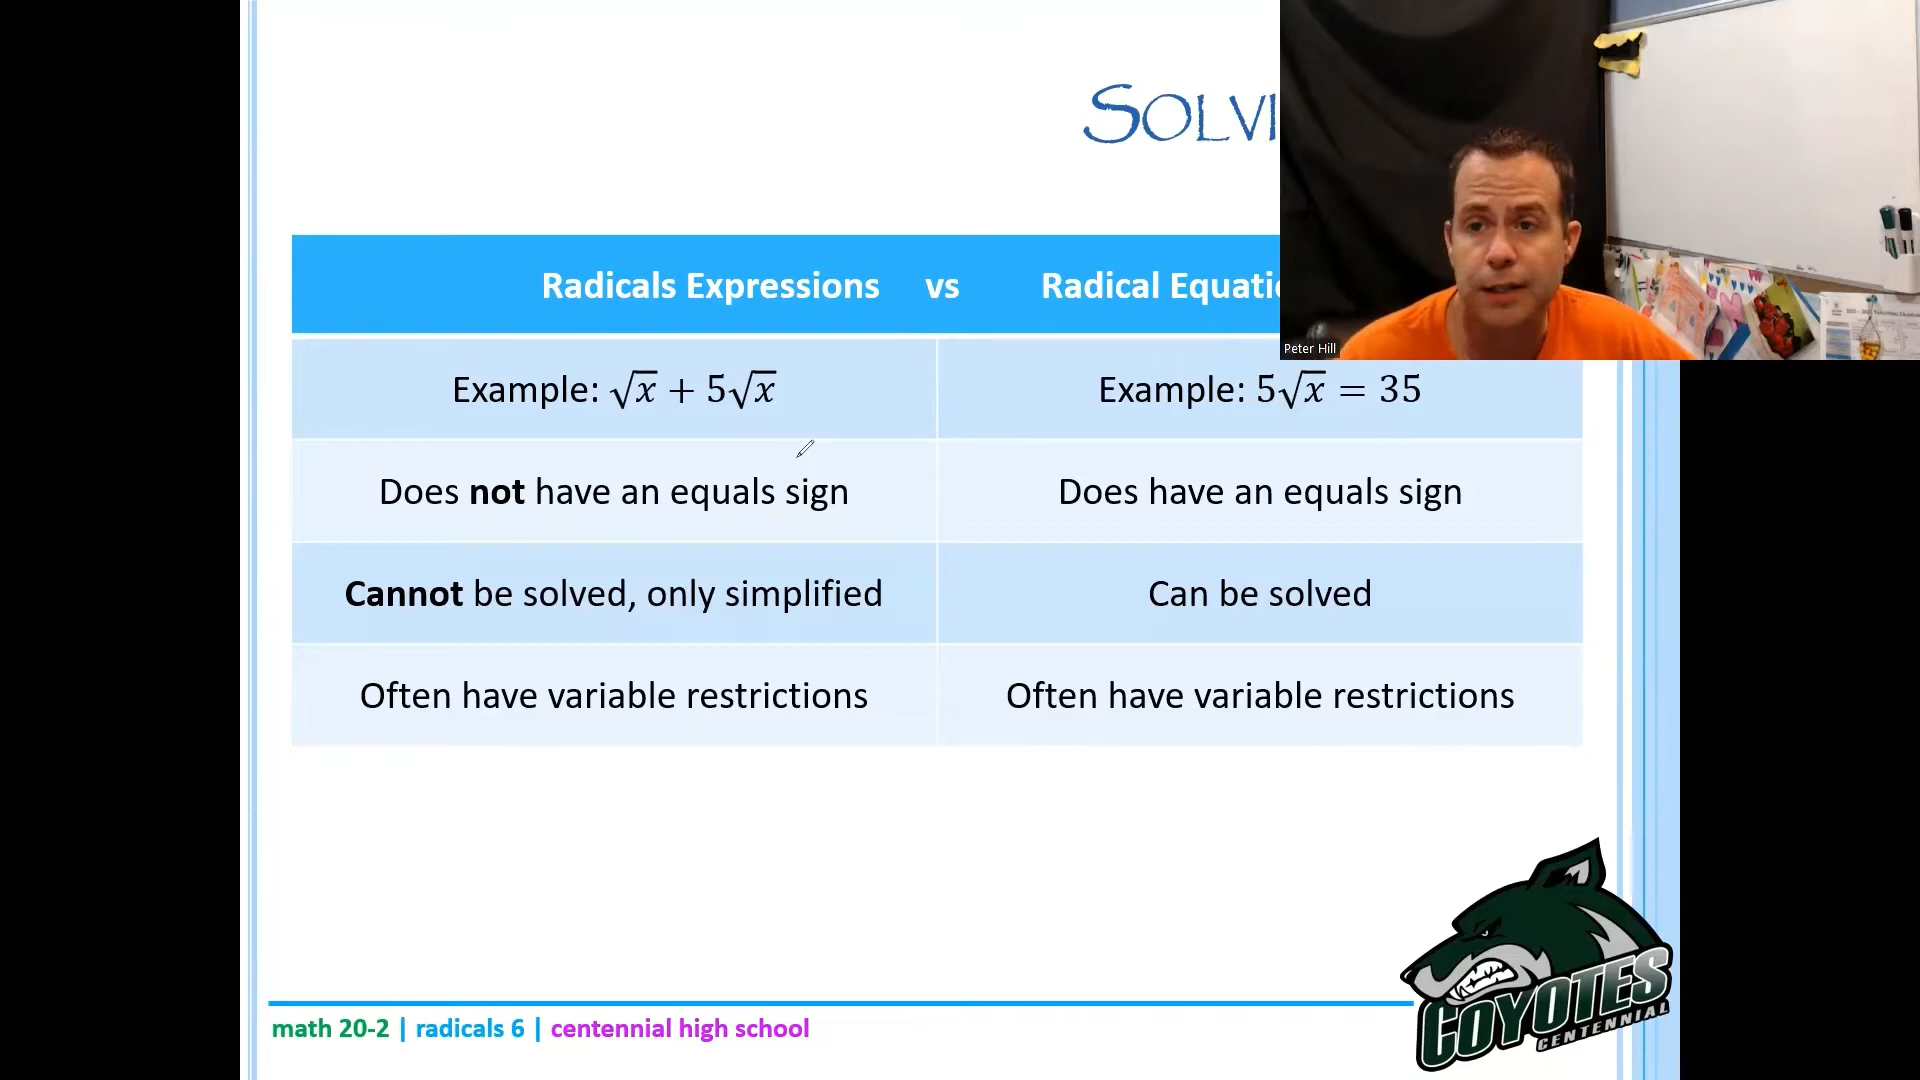 SOLVI
Radicals Expressions vs Radical Equati
Example: √x + 5√x
Example: 5√x = 35
Does not have an equals sign
Does have an equals sign
Cannot be solved, only simplified
Can be solved
Often have variable restrictions
Often have variable restrictions
Peter Hill
math 20-2 | radicals 6 | centennial high school
COYOTES
CENTENNIAL